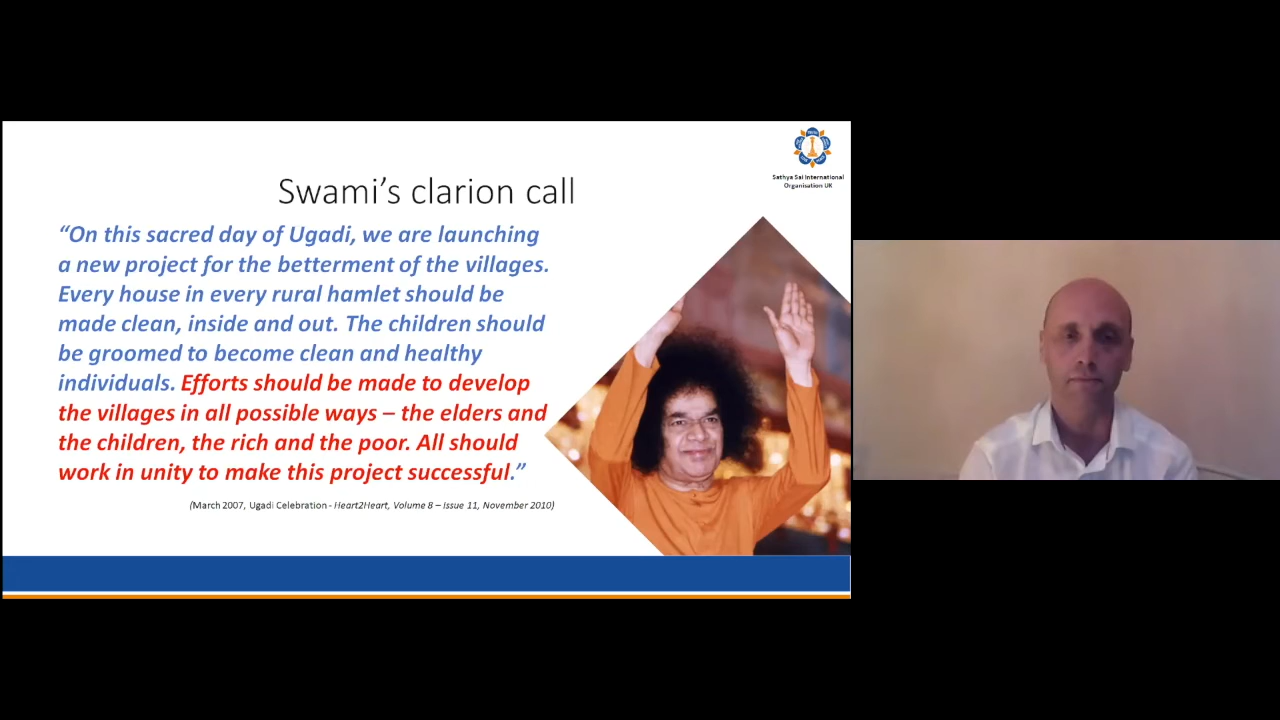 Sathya Sai International
Organisation UK
Swami’s clarion call
“On this sacred day of Ugadi, we are launching
a new project for the betterment of the villages.
Every house in every rural hamlet should be
made clean, inside and out. The children should
be groomed to become clean and healthy
individuals. Efforts should be made to develop
the villages in all possible ways – the elders and
the children, the rich and the poor. All should
work in unity to make this project successful.”
(March 2007, Ugadi Celebration - Heart2Heart, Volume 8 – Issue 11, November 2010)